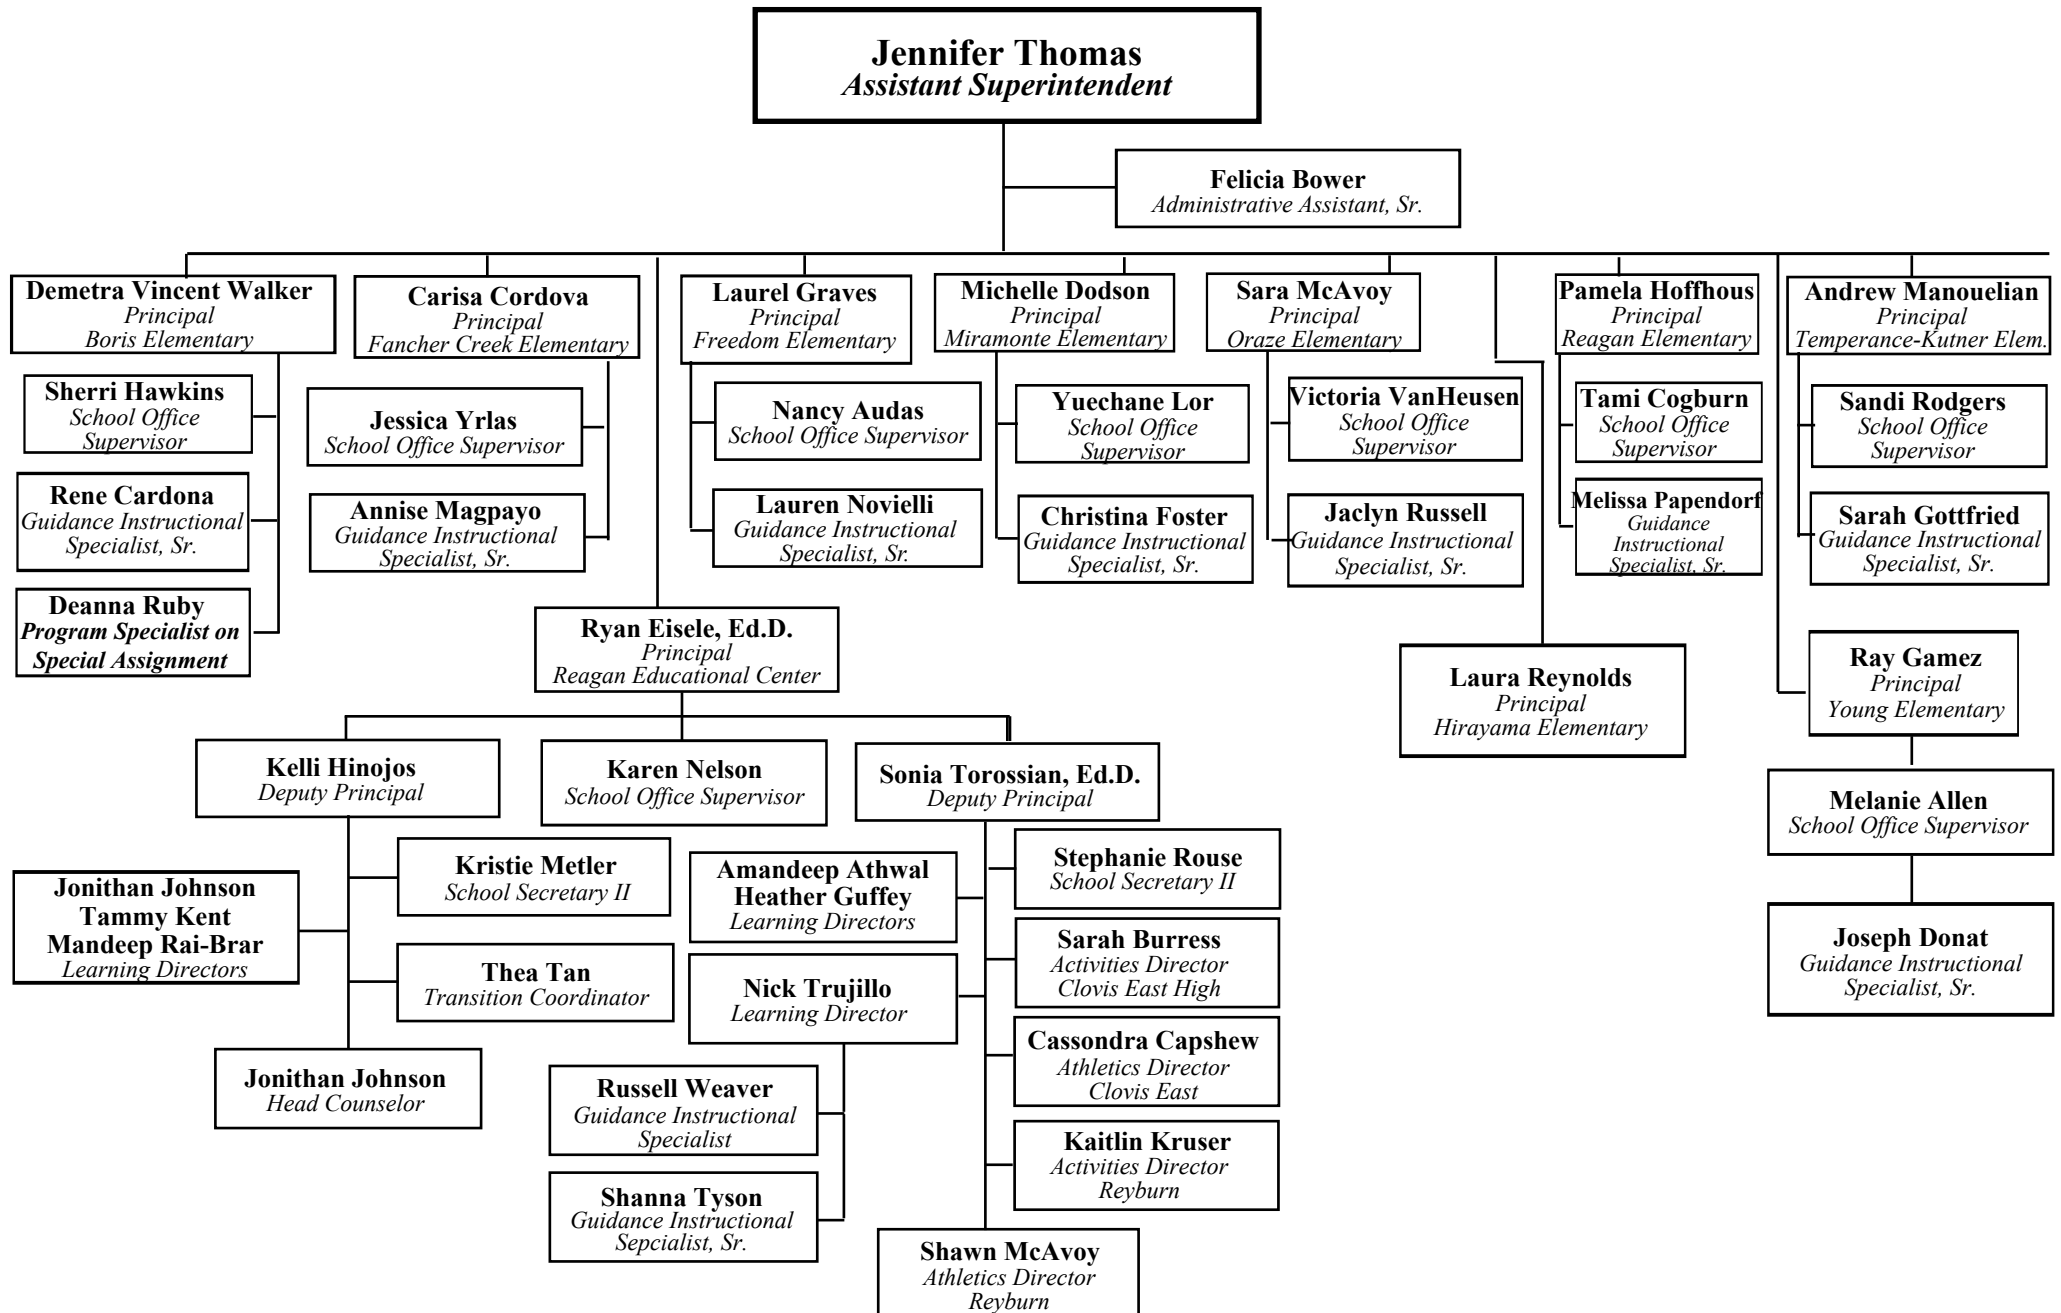 Jennifer Thomas
Assistant Superintendent
Felicia Bower
Administrative Assistant, Sr.
Demetra Vincent Walker
Principal
Boris Elementary
Sherri Hawkins
School Office
Supervisor
Rene Cardona
Guidance Instructional
Specialist, Sr.
Deanna Ruby
Program Specialist on
Special Assignment
Carisa Cordova
Principal
Fancher Creek Elementary
Jessica Yrlas
School Office Supervisor
Annise Magpayo
Guidance Instructional
Specialist, Sr.
Laurel Graves
Principal
Freedom Elementary
Nancy Audas
School Office Supervisor
Lauren Novielli
Guidance Instructional
Specialist, Sr.
Michelle Dodson
Principal
Miramonte Elementary
Yuechane Lor
School Office
Supervisor
Christina Foster
Guidance Instructional
Specialist, Sr.
Sara McAvoy
Principal
Oraze Elementary
Victoria VanHeusen
School Office
Supervisor
Jaclyn Russell
Guidance Instructional
Specialist, Sr.
Pamela Hoffhous
Principal
Reagan Elementary
Tami Cogburn
School Office
Supervisor
Melissa Papendorf
Guidance
Instructional
Specialist, Sr.
Andrew Manouelian
Principal
Temperance-Kutner Elem.
Sandi Rodgers
School Office
Supervisor
Sarah Gottfried
Guidance Instructional
Specialist, Sr.
Ryan Eisele, Ed.D.
Principal
Reagan Educational Center
Laura Reynolds
Principal
Hirayama Elementary
Ray Gamez
Principal
Young Elementary
Melanie Allen
School Office Supervisor
Joseph Donat
Guidance Instructional
Specialist, Sr.
Kelli Hinojos
Deputy Principal
Karen Nelson
School Office Supervisor
Sonia Torossian, Ed.D.
Deputy Principal
Kristie Metler
School Secretary II
Jonithan Johnson
Tammy Kent
Mandeep Rai-Brar
Learning Directors
Thea Tan
Transition Coordinator
Jonithan Johnson
Head Counselor
Amandeep Athwal
Heather Guffey
Learning Directors
Nick Trujillo
Learning Director
Russell Weaver
Guidance Instructional
Specialist
Shanna Tyson
Guidance Instructional
Sepcialist, Sr.
Stephanie Rouse
School Secretary II
Sarah Burress
Activities Director
Clovis East High
Cassondra Capshew
Athletics Director
Clovis East
Kaitlin Kruser
Activities Director
Reyburn
Shawn McAvoy
Athletics Director
Reyburn